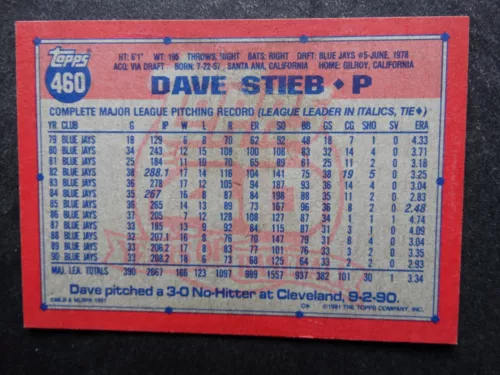 Topps
460
HT: 6'1" WT: 195 THROWS: RIGHT BATS: RIGHT DRAFT: BLUE JAYS #5-JUNE, 1978
ACQ: VIA DRAFT BORN: 7-22-57, SANTA ANA, CALIFORNIA HOME: GILROY, CALIFORNIA
DAVE STIEB • P
COMPLETE MAJOR LEAGUE PITCHING RECORD (LEAGUE LEADER IN ITALICS, TIE♦)
YR CLUB G IP W L R ER SO BB GS CG SHO SV ERA
79 BLUE JAYS 18 129 8 8 70 62 52 48 18 7 1 0 4.33
80 BLUE JAYS 34 243 12 15 108 100 108 83 32 14 4 0 3.70
81 BLUE JAYS 25 184 11 10 70 65 89 61 25 11 2 0 3.18
82 BLUE JAYS 38 288.1 17 14 116 104 141 75 38 19 5 0 3.25
83 BLUE JAYS 36 278 17 12 105 94 187 93 36 14 4 0 3.04
84 BLUE JAYS 35 267 16 8 87 84 198 88 35 11 2 0 2.83
85 BLUE JAYS 36 265 14 13 89 73 167 96 36 8 2 0 2.48
86 BLUE JAYS 37 205 7 12 128 108 127 87 34 1 1 1 4.74
87 BLUE JAYS 33 185 13 9 92 84 115 87 31 3 1 0 4.09
88 BLUE JAYS 32 207.1 16 8 76 70 147 79 31 8 4 0 3.04
89 BLUE JAYS 33 206.2 17 8 83 77 101 76 33 3 2 0 3.35
90 BLUE JAYS 33 208.2 18 6 73 68 125 64 33 2 2 0 2.93
MAJ. LEA. TOTALS 390 2667 166 123 1097 989 1557 937 382 101 30 1 3.34
Dave pitched a 3-0 No-Hitter at Cleveland, 9-2-90.
©MLB & MLBPA 1991 © 1991 THE TOPPS COMPANY, INC.